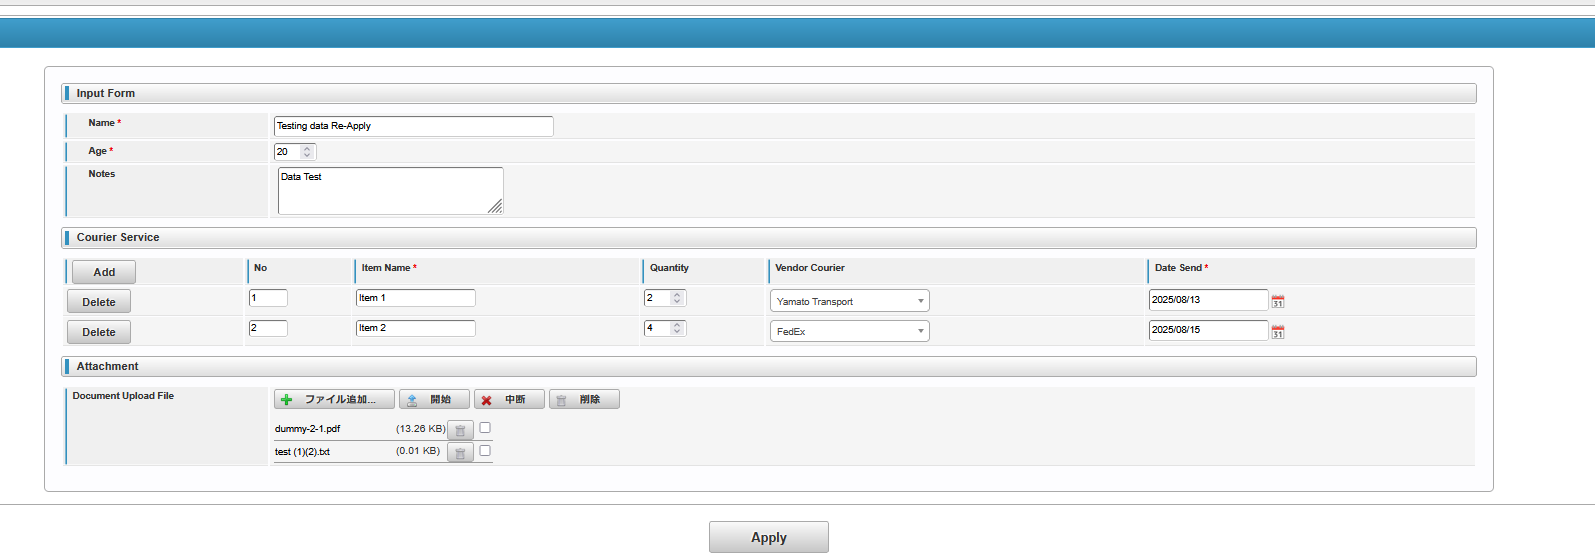 Input Form
Name *
Testing data Re-Apply
Age *
20
Notes
Data Test
Courier Service
Add No Item Name * Quantity Vendor Courier Date Send *
Delete 1 Item 1 2 Yamato Transport 2025/08/13 31
Delete 2 Item 2 4 FedEx 2025/08/15 31
Attachment
Document Upload File ファイル追加... 開始 中断 削除
dummy-2-1.pdf (13.26 KB)
test (1)(2).txt (0.01 KB)
Apply